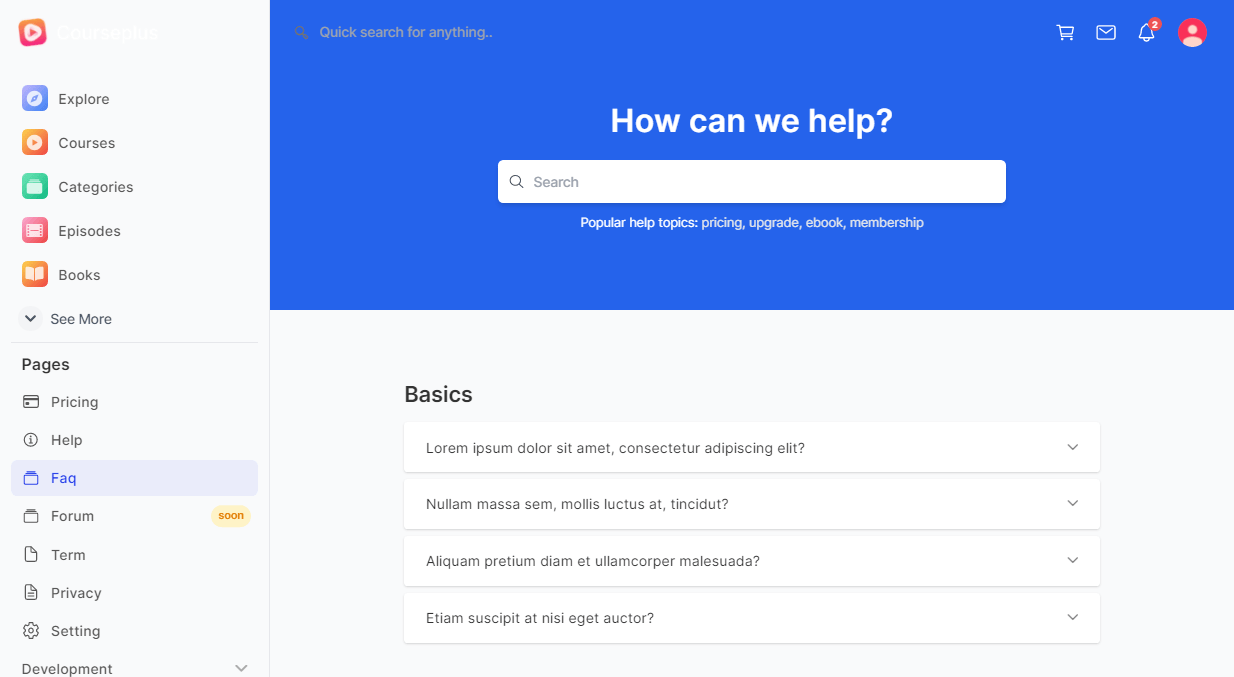 Courseplus
Quick search for anything..
2
Explore
Courses
Categories
Episodes
Books
See More
Pages
Pricing
Help
Faq
Forum
soon
Term
Privacy
Setting
Development
How can we help?
Search
Popular help topics: pricing, upgrade, ebook, membership
Basics
Lorem ipsum dolor sit amet, consectetur adipiscing elit?
Nullam massa sem, mollis luctus at, tincidut?
Aliquam pretium diam et ullamcorper malesuada?
Etiam suscipit at nisi eget auctor?